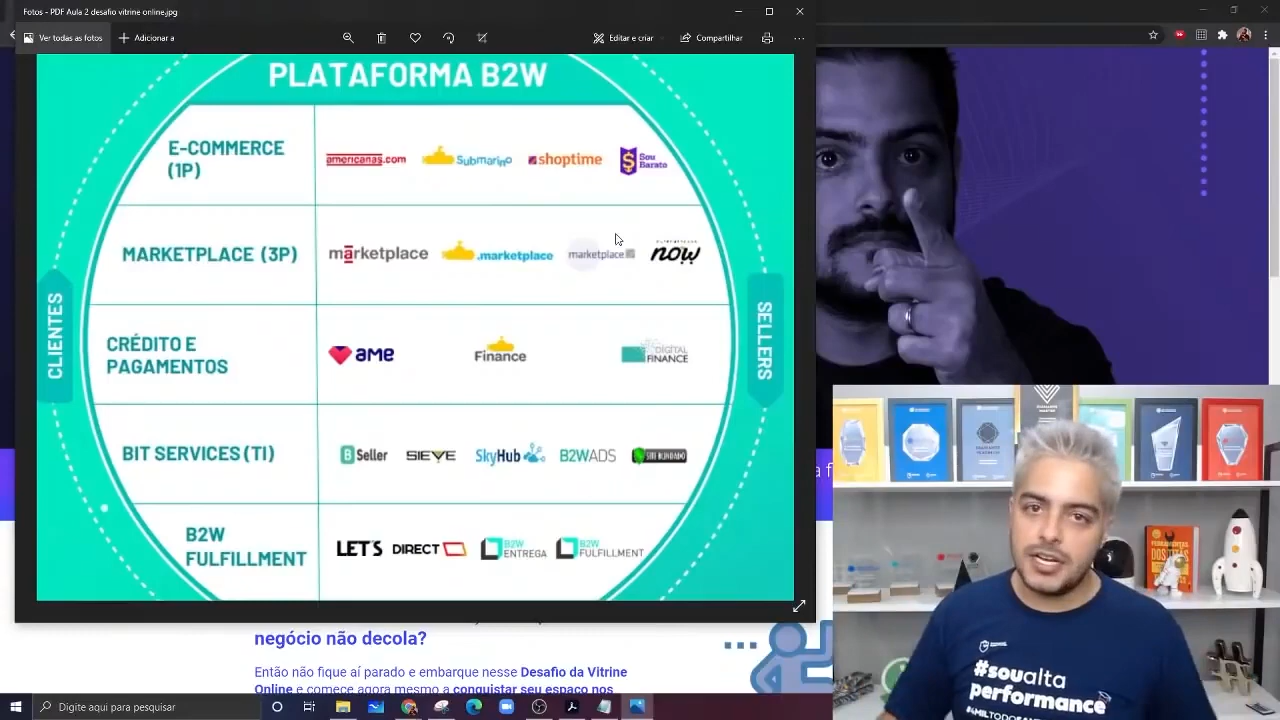 Fotos - PDF Aula 2 desafio vitrine online.jpg
Ver todas as fotos
Adicionar a
Editar e criar
Compartilhar
PLATAFORMA B2W
CLIENTES
SELLERS
E-COMMERCE
(1P)
americanas.com
Submarino
shoptime
Sou
Barato
MARKETPLACE (3P)
marketplace
.marketplace
marketplace
now
CRÉDITO E
PAGAMENTOS
ame
Finance
DIGITAL
FINANCE
BIT SERVICES (TI)
B Seller
SIEVE
SkyHub
B2WADS
SITE BLINDADO
B2W
FULFILLMENT
LET'S
DIRECT
B2W
ENTREGA
B2W
FULFILLMENT
negócio não decola?
Então não fique aí parado e embarque nesse Desafio da Vitrine
Online e comece agora mesmo a conquistar seu espaço nos
#soualta
performance
Digite aqui para pesquisar